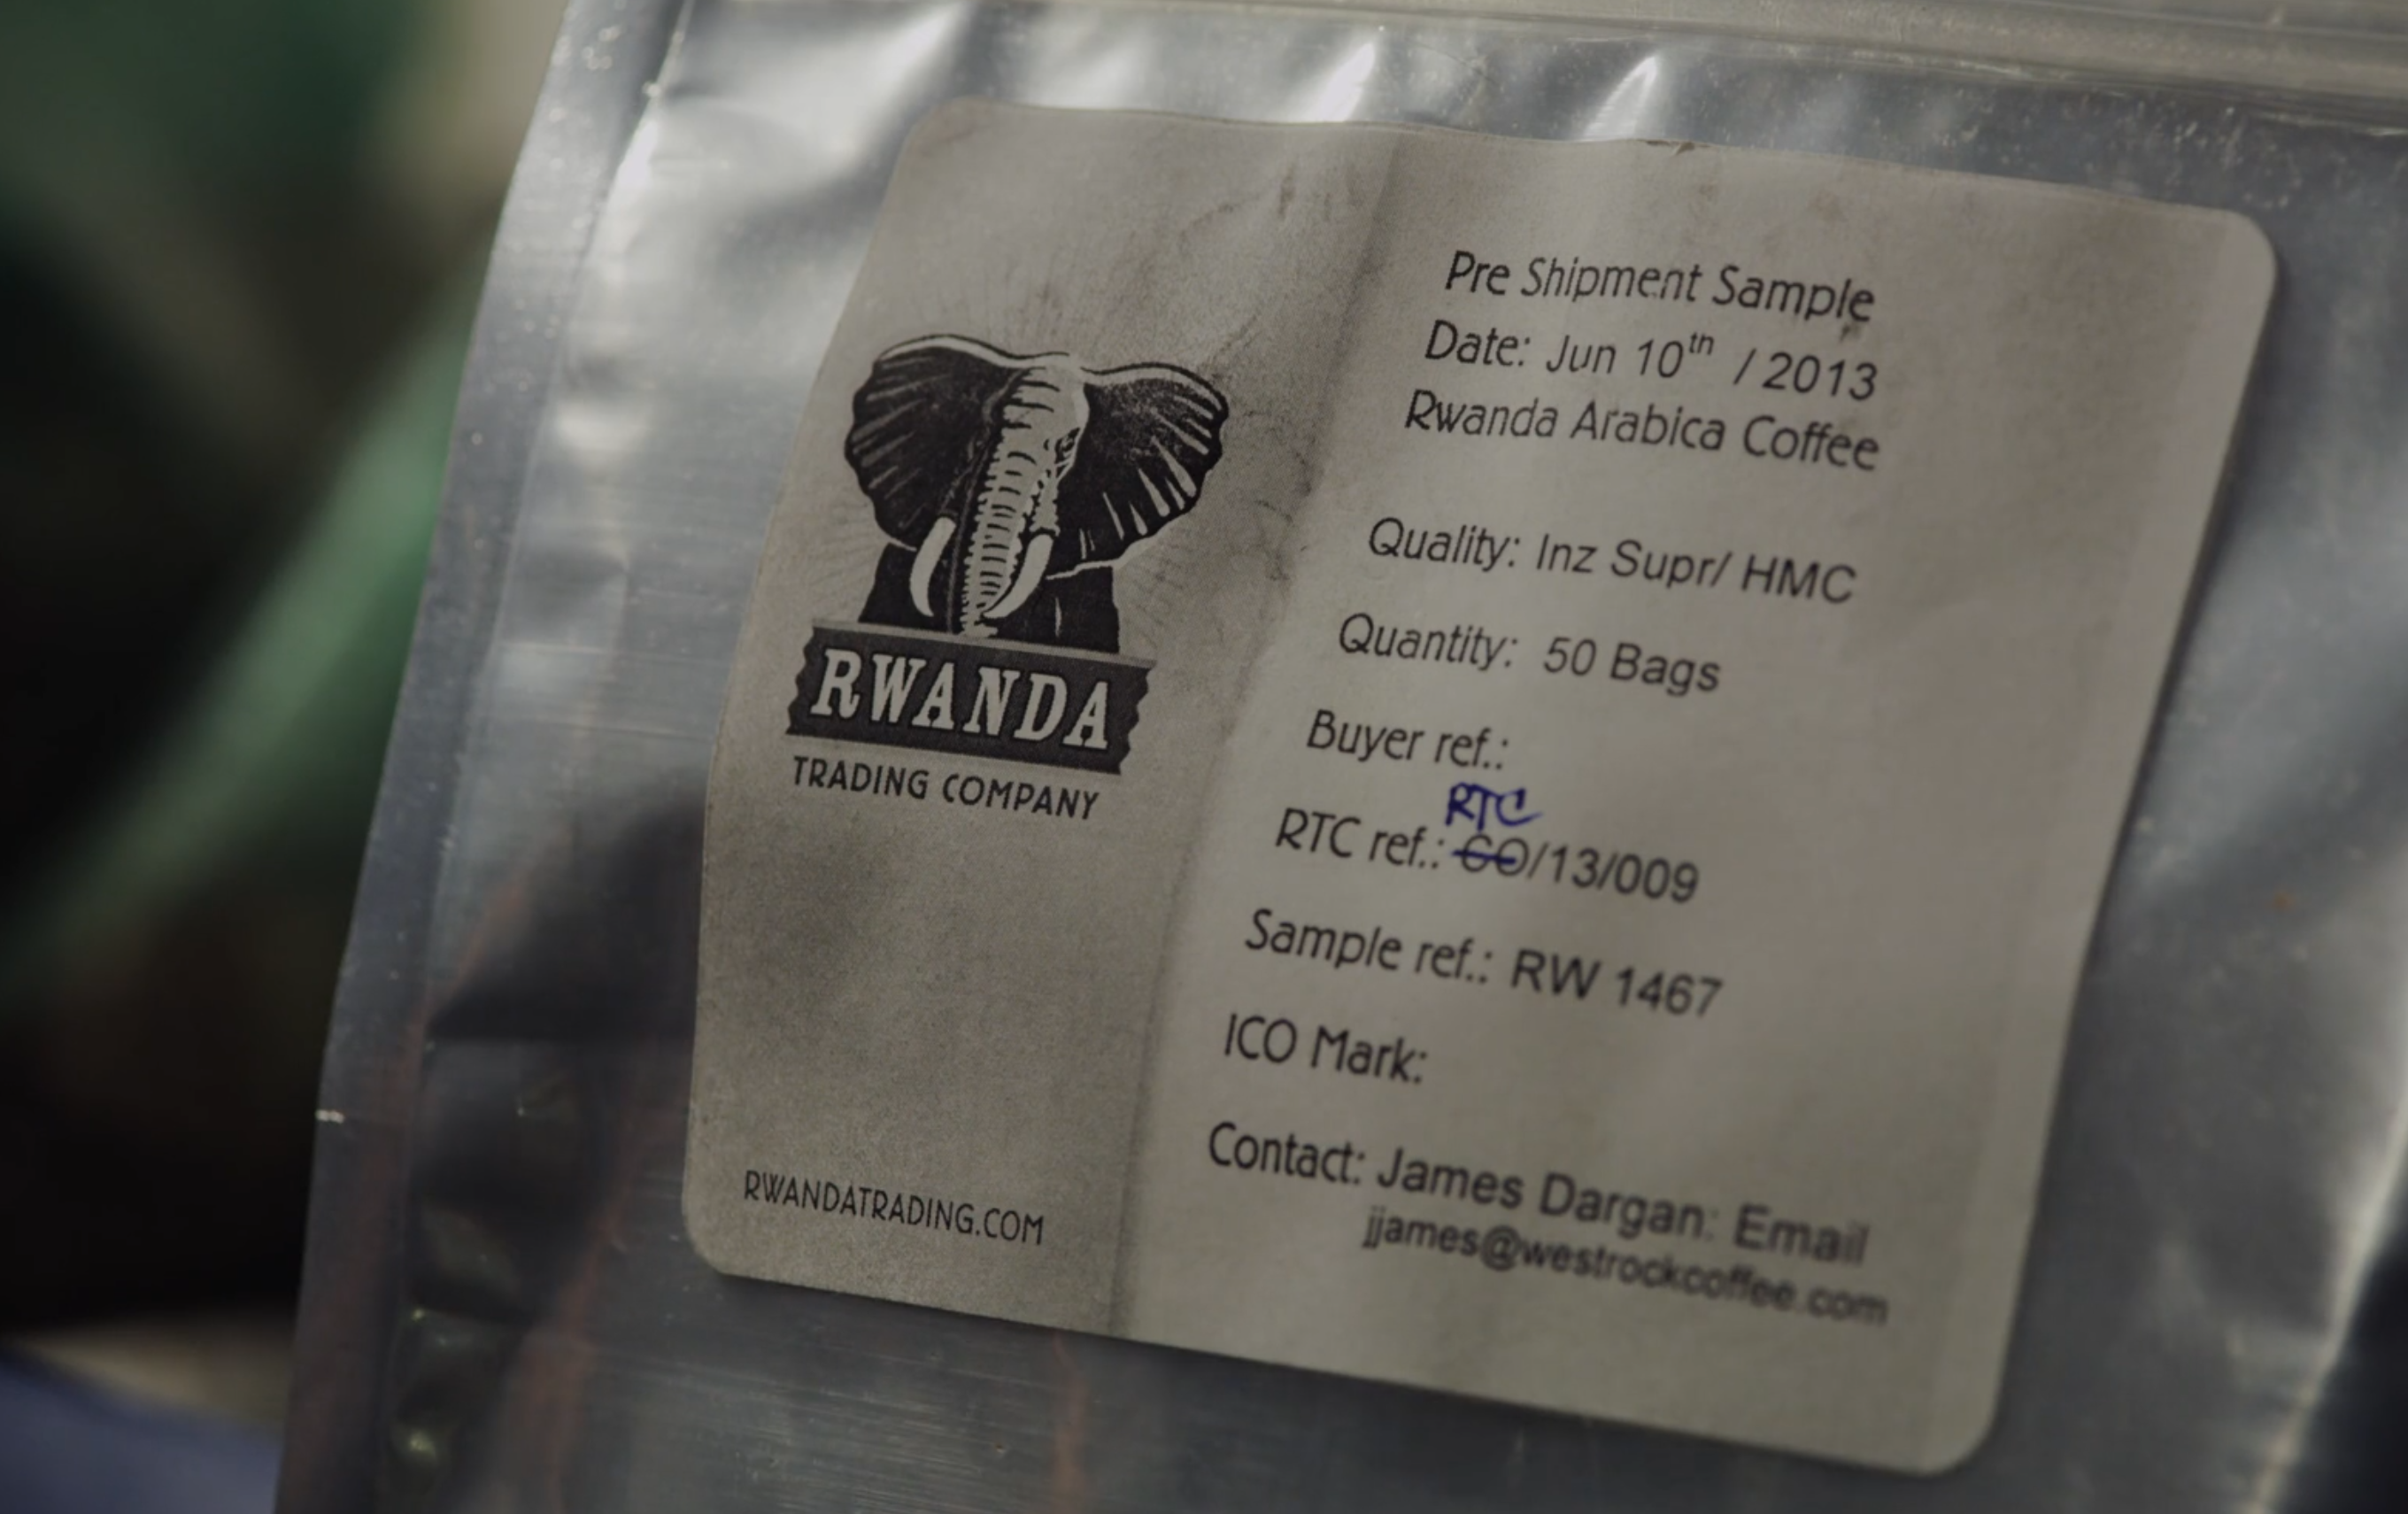 RWANDA
TRADING COMPANY
RWANDATRADING.COM
Pre Shipment Sample
Date: Jun 10th / 2013
Rwanda Arabica Coffee
Quality: Inz Supr/ HMC
Quantity: 50 Bags
Buyer ref.:
RTC
RTC ref.: CO/13/009
Sample ref.: RW 1467
ICO Mark:
Contact: James Dargan: Email
jjames@westrockcoffee.com